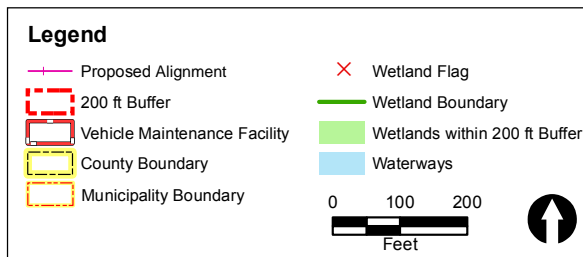 Legend
Proposed Alignment
200 ft Buffer
Vehicle Maintenance Facility
County Boundary
Municipality Boundary
Wetland Flag
Wetland Boundary
Wetlands within 200 ft Buffer
Waterways
0 100 200
Feet